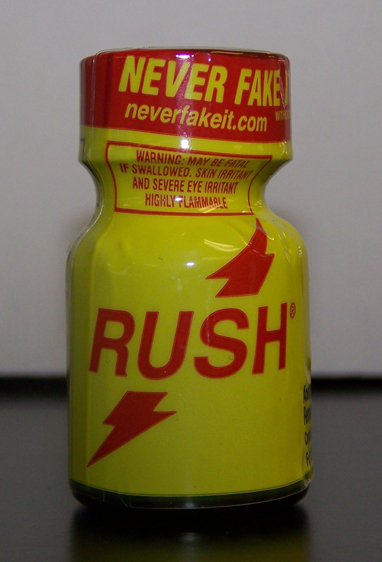 NEVER FAKE
neverfakeit.com
WARNING: MAY BE FATAL
IF SWALLOWED, SKIN IRRITANT
AND SEVERE EYE IRRITANT
HIGHLY FLAMMABLE
RUSH®